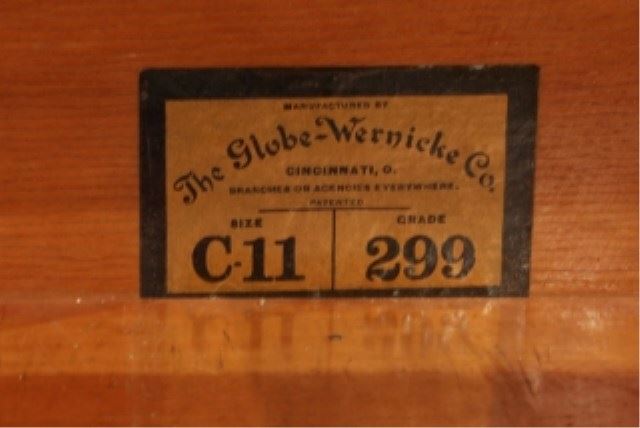 MANUFACTURED BY
The Globe-Wernicke Co.
CINCINNATI, O.
BRANCHES OR AGENCIES EVERYWHERE.
PATENTED
SIZE GRADE
C-11 299